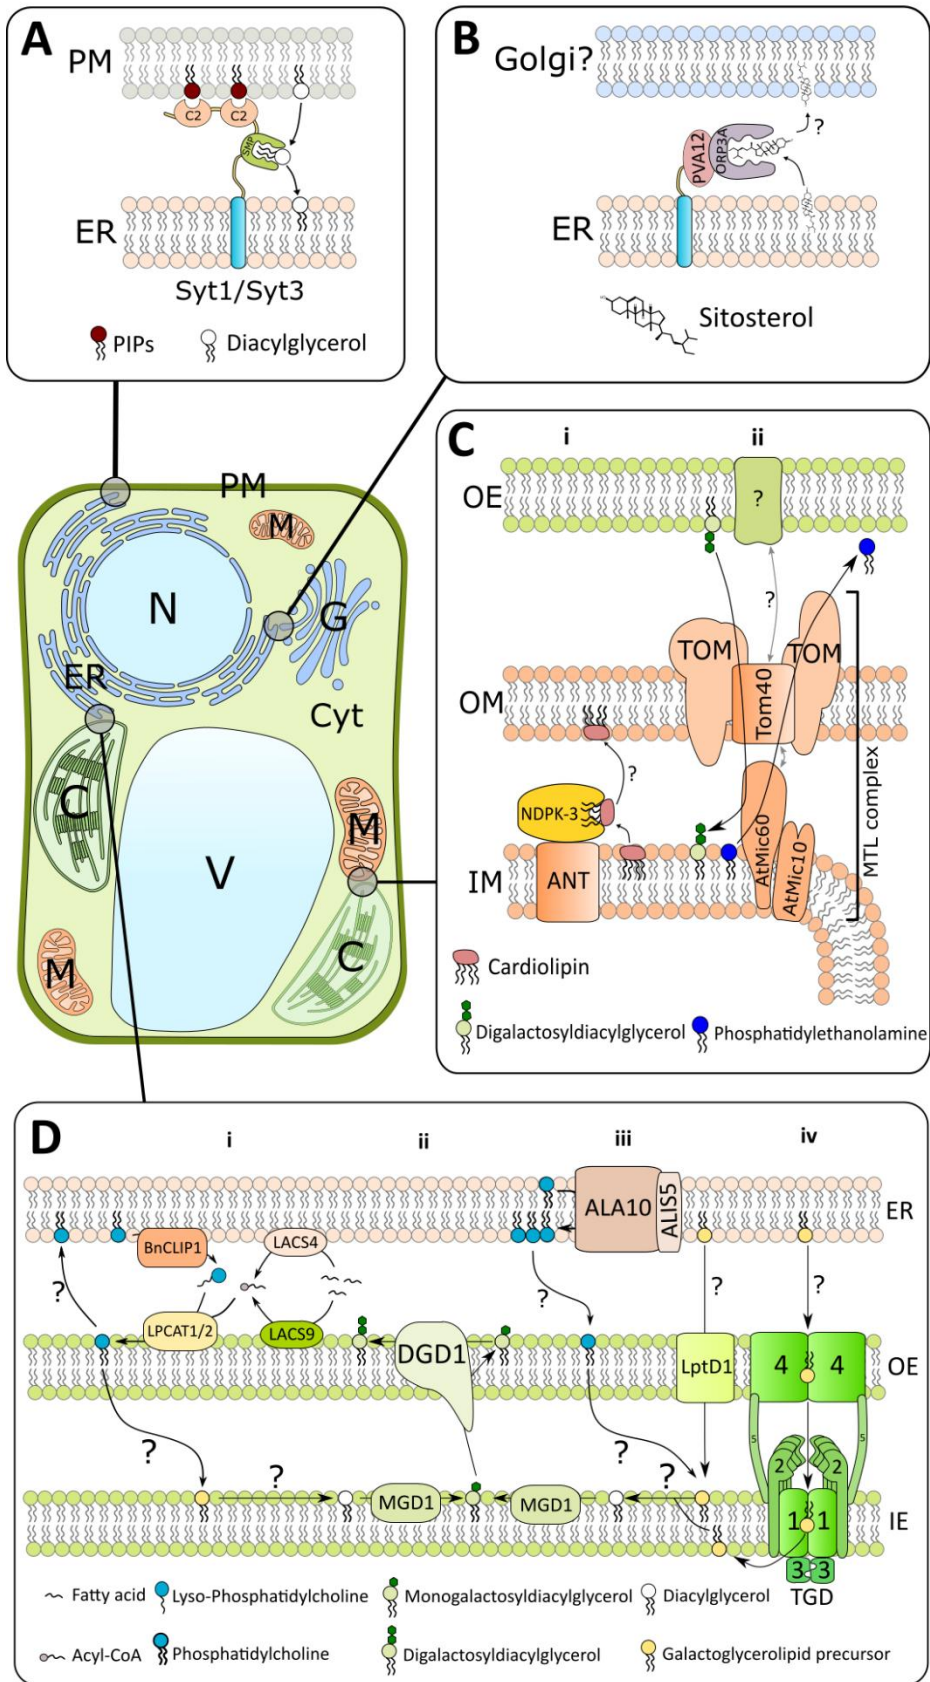 A
PM
C2
C2
SMP
ER
Syt1/Syt3
PIPs
Diacylglycerol
B
Golgi?
?
PVA12
ORP3A
ER
Sitosterol
PM
M
N
G
ER
Cyt
C
M
V
C
M
C
i
ii
OE
?
?
TOM
TOM
OM
Tom40
?
NDPK-3
AtMic60
AtMic10
MTL complex
IM
ANT
Cardiolipin
Digalactosyldiacylglycerol
Phosphatidylethanolamine
D
i
ii
iii
iv
ER
ALA10
ALIS5
BnCLIP1
LACS4
?
?
?
?
LPCAT1/2
LACS9
DGD1
LptD1
4
4
OE
5
5
?
?
2
2
?
?
MGD1
MGD1
1
1
IE
3
3
TGD
Fatty acid
Lyso-Phosphatidylcholine
Monogalactosyldiacylglycerol
Diacylglycerol
Acyl-CoA
Phosphatidylcholine
Digalactosyldiacylglycerol
Galactoglycerolipid precursor